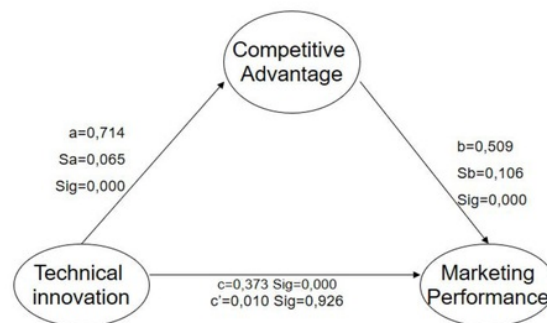 Competitive
Advantage
a=0,714
Sa=0,065
Sig=0,000
b=0,509
Sb=0,106
Sig=0,000
Technical
innovation
c=0,373 Sig=0,000
c'=0,010 Sig=0,926
Marketing
Performance